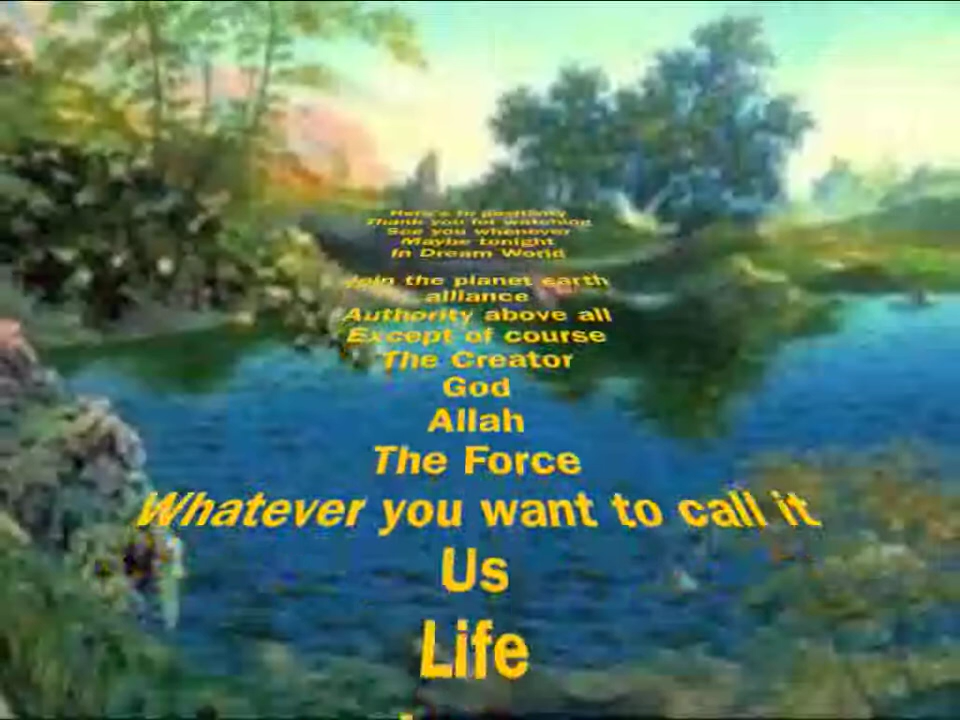 Here's to positivity
Thank you for watching
See you whenever
Maybe tonight
In Dream World
Join the planet earth
alliance
Authority above all
Except of course
The Creator
God
Allah
The Force
Whatever you want to call it
Us
Life